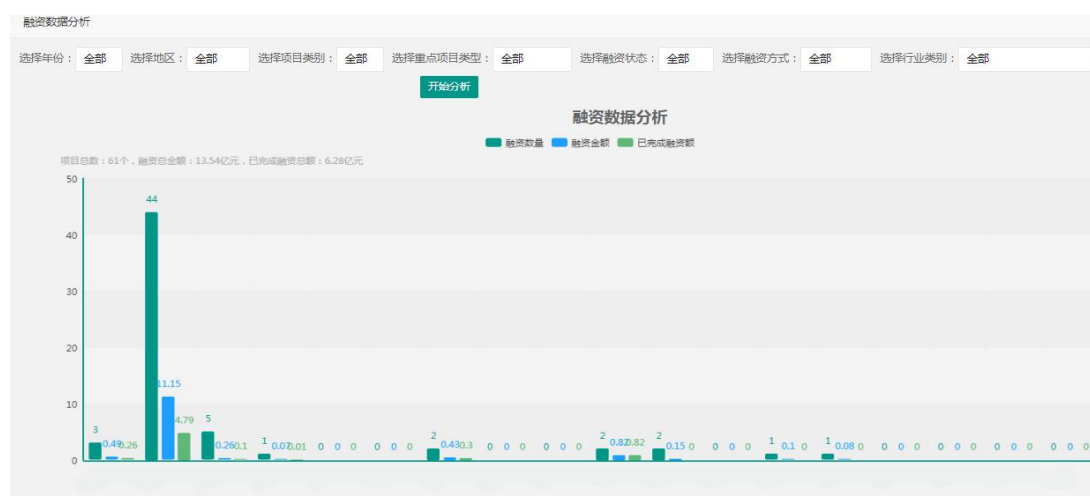 融资数据分析
选择年份： 全部 选择地区： 全部 选择项目类别： 全部 选择重点项目类型： 全部 选择融资状态： 全部 选择融资方式： 全部 选择行业类别： 全部
开始分析
融资数据分析
融资数量 融资金额 已完成融资额
项目总数：61个，融资总金额：13.54亿元，已完成融资总额：6.28亿元
50
44
40
30
20
11.15
10
4.79 5
3 0.49 0.26 0.26 0.1 1 0.07 0.01 0 0 0 0 0 0 2 0.43 0.3 0 0 0 0 0 0 2 0.82 0.82 2 0.15 0 0 0 0 1 0.1 0 1 0.08 0 0 0 0 0 0 0 0 0 0
0